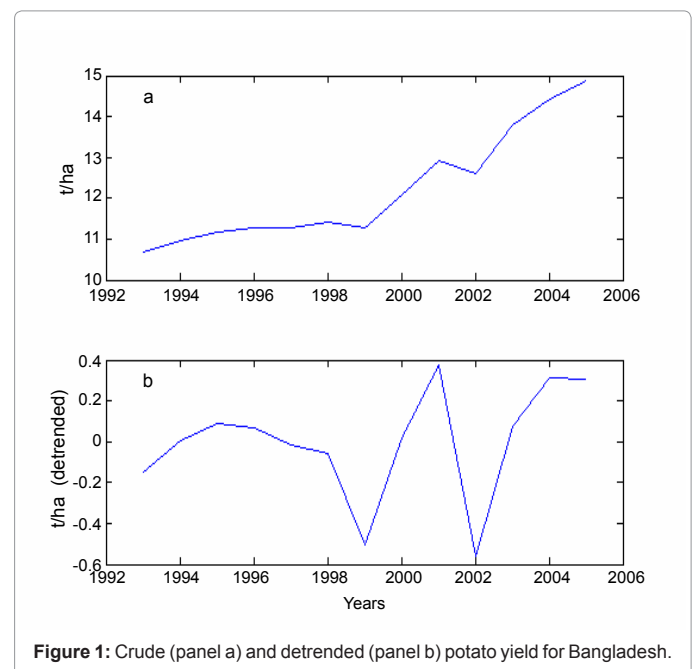 15
a
14
13
t/ha
12
11
10
1992 1994 1996 1998 2000 2002 2004 2006
0.4
b
0.2
0
t/ha (detrended)
-0.2
-0.4
-0.6
1992 1994 1996 1998 2000 2002 2004 2006
Years
Figure 1: Crude (panel a) and detrended (panel b) potato yield for Bangladesh.